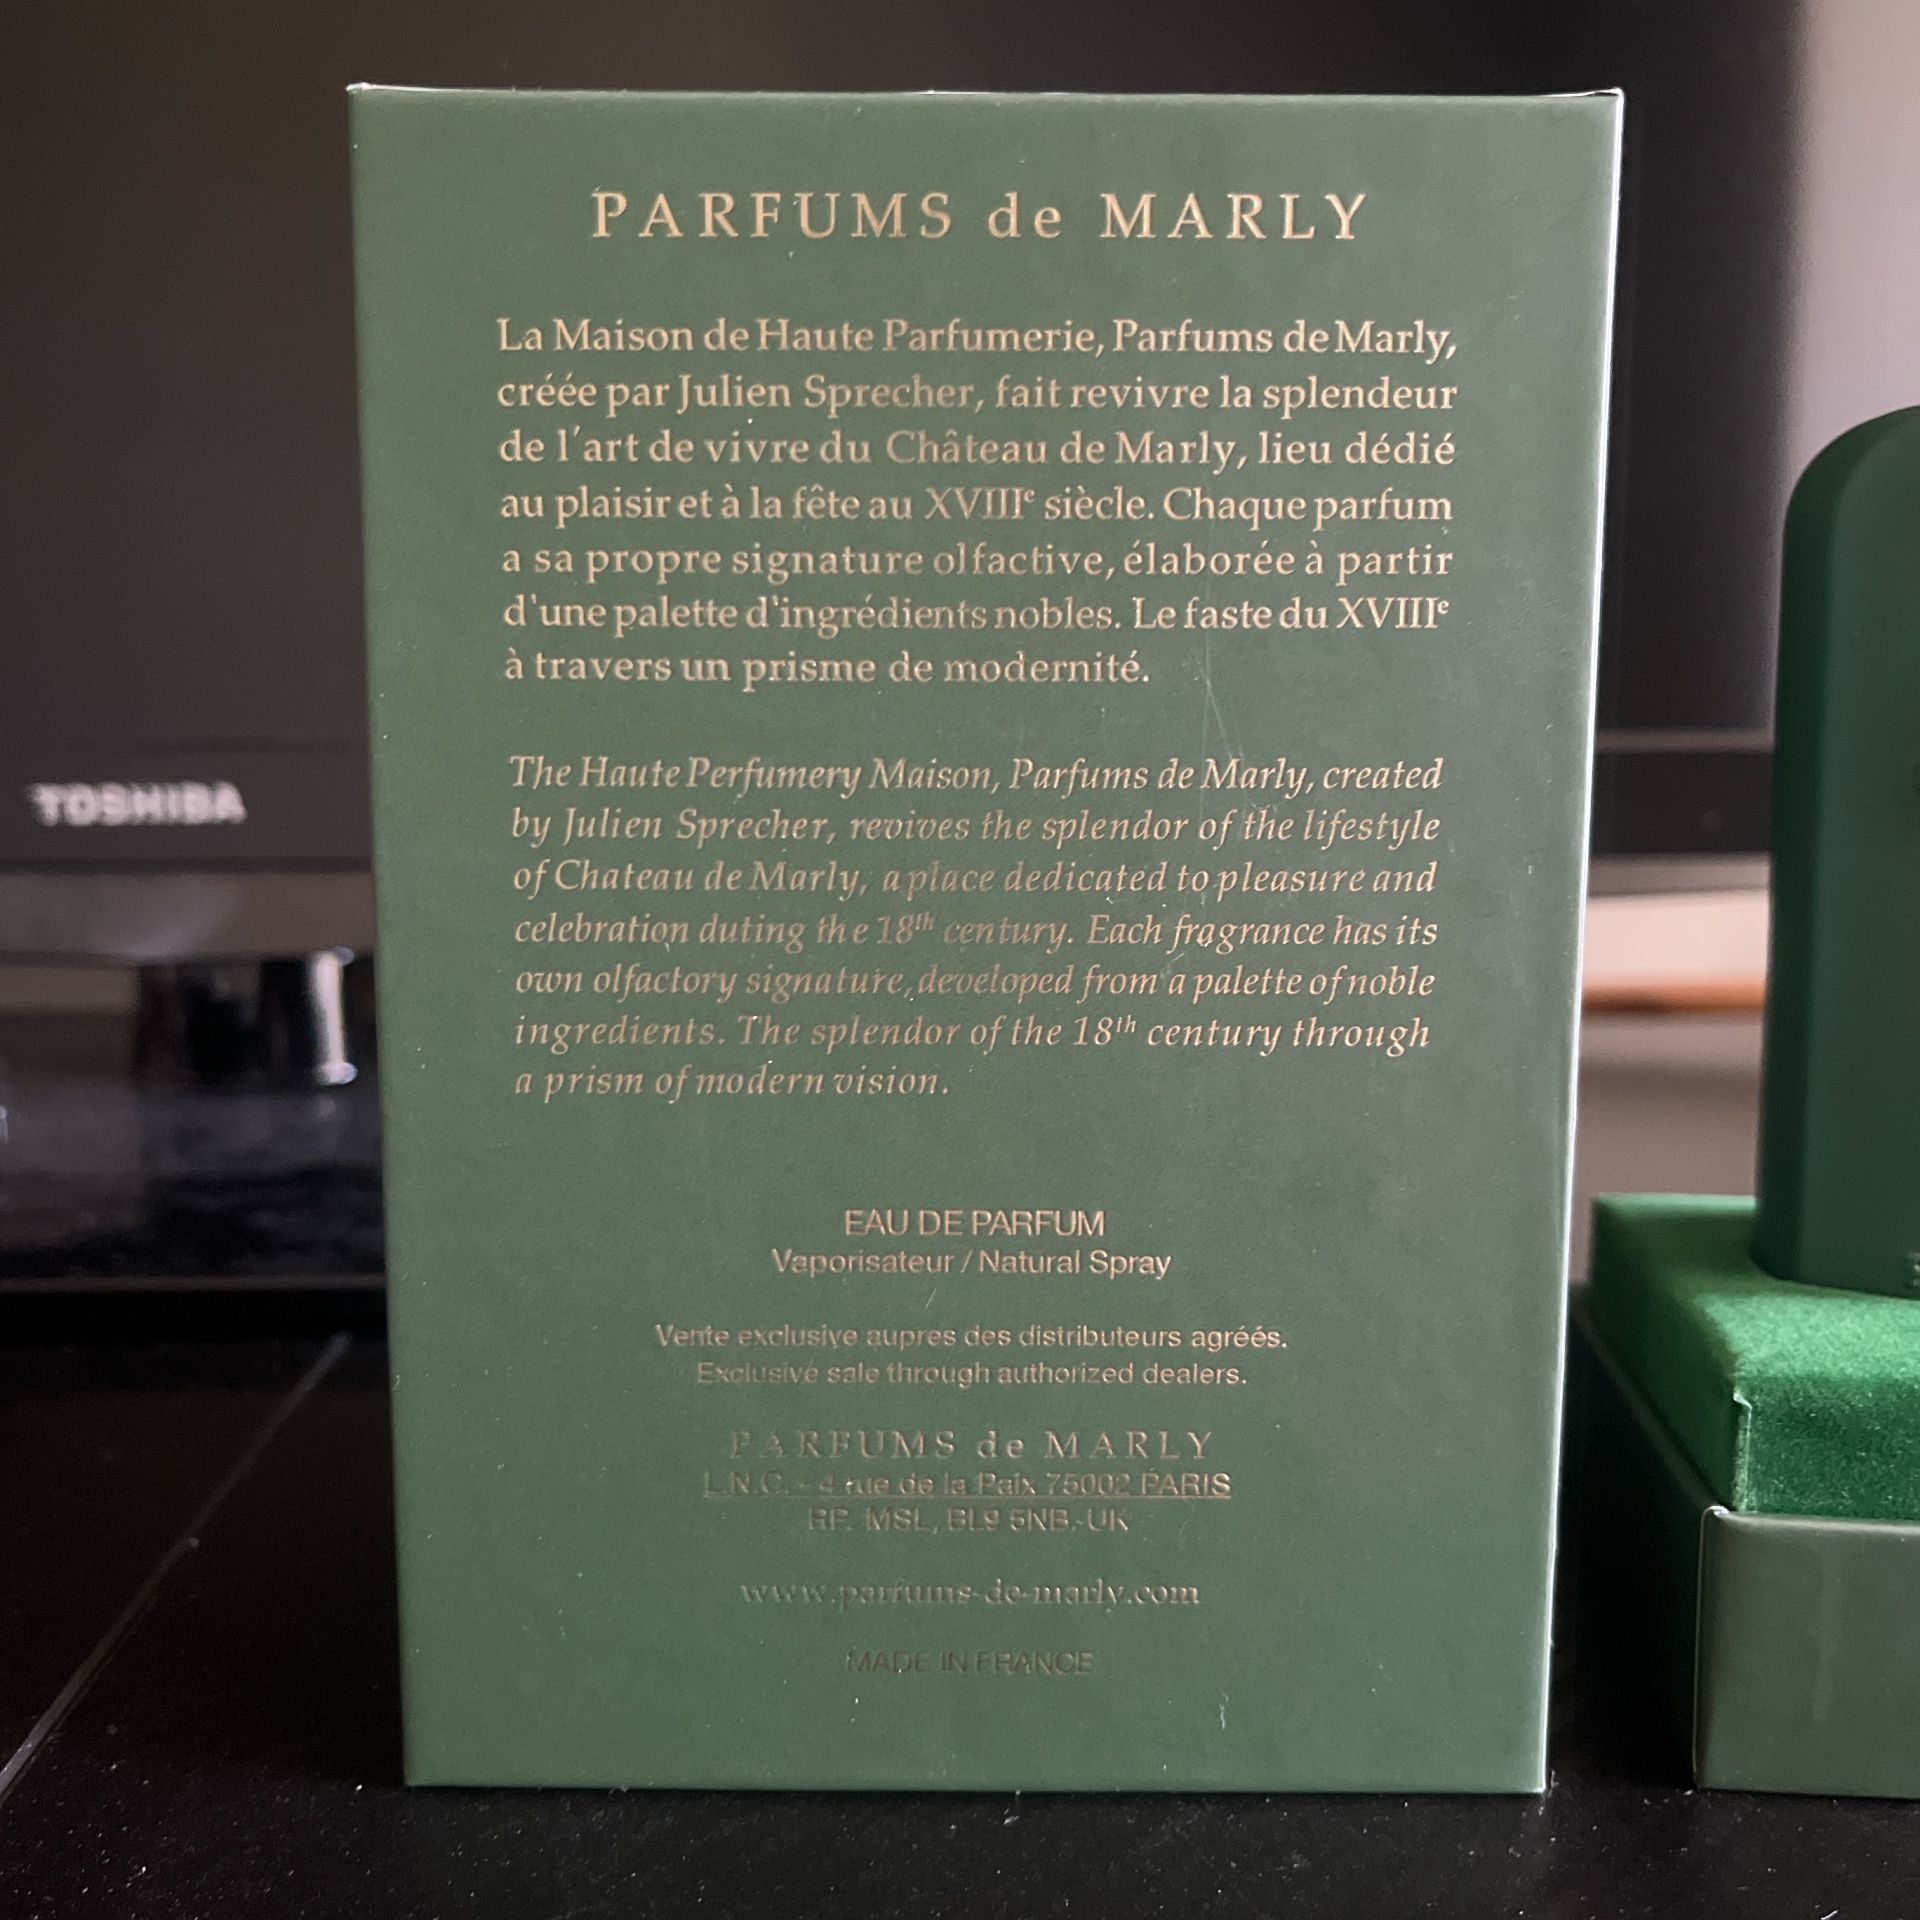 PARFUMS de MARLY
La Maison de Haute Parfumerie, Parfums de Marly,
créée par Julien Sprecher, fait revivre la splendeur
de l'art de vivre du Château de Marly, lieu dédié
au plaisir et à la fête au XVIIIe siècle. Chaque parfum
a sa propre signature olfactive, élaborée à partir
d'une palette d'ingrédients nobles. Le faste du XVIIIe
à travers un prisme de modernité.
The Haute Perfumery Maison, Parfums de Marly, created
by Julien Sprecher, revives the splendor of the lifestyle
of Chateau de Marly, a place dedicated to pleasure and
celebration duting the 18th century. Each fragrance has its
own olfactory signature, developed from a palette of noble
ingredients. The splendor of the 18th century through
a prism of modern vision.
EAU DE PARFUM
Vaporisateur / Natural Spray
Vente exclusive aupres des distributeurs agréés.
Exclusive sale through authorized dealers.
PARFUMS de MARLY
L.N.C. - 4 rue de la Paix 75002 PARIS
RP. MSL, BL9 5NB,-UK
www.parfums-de-marly.com
MADE IN FRANCE
TOSHIBA